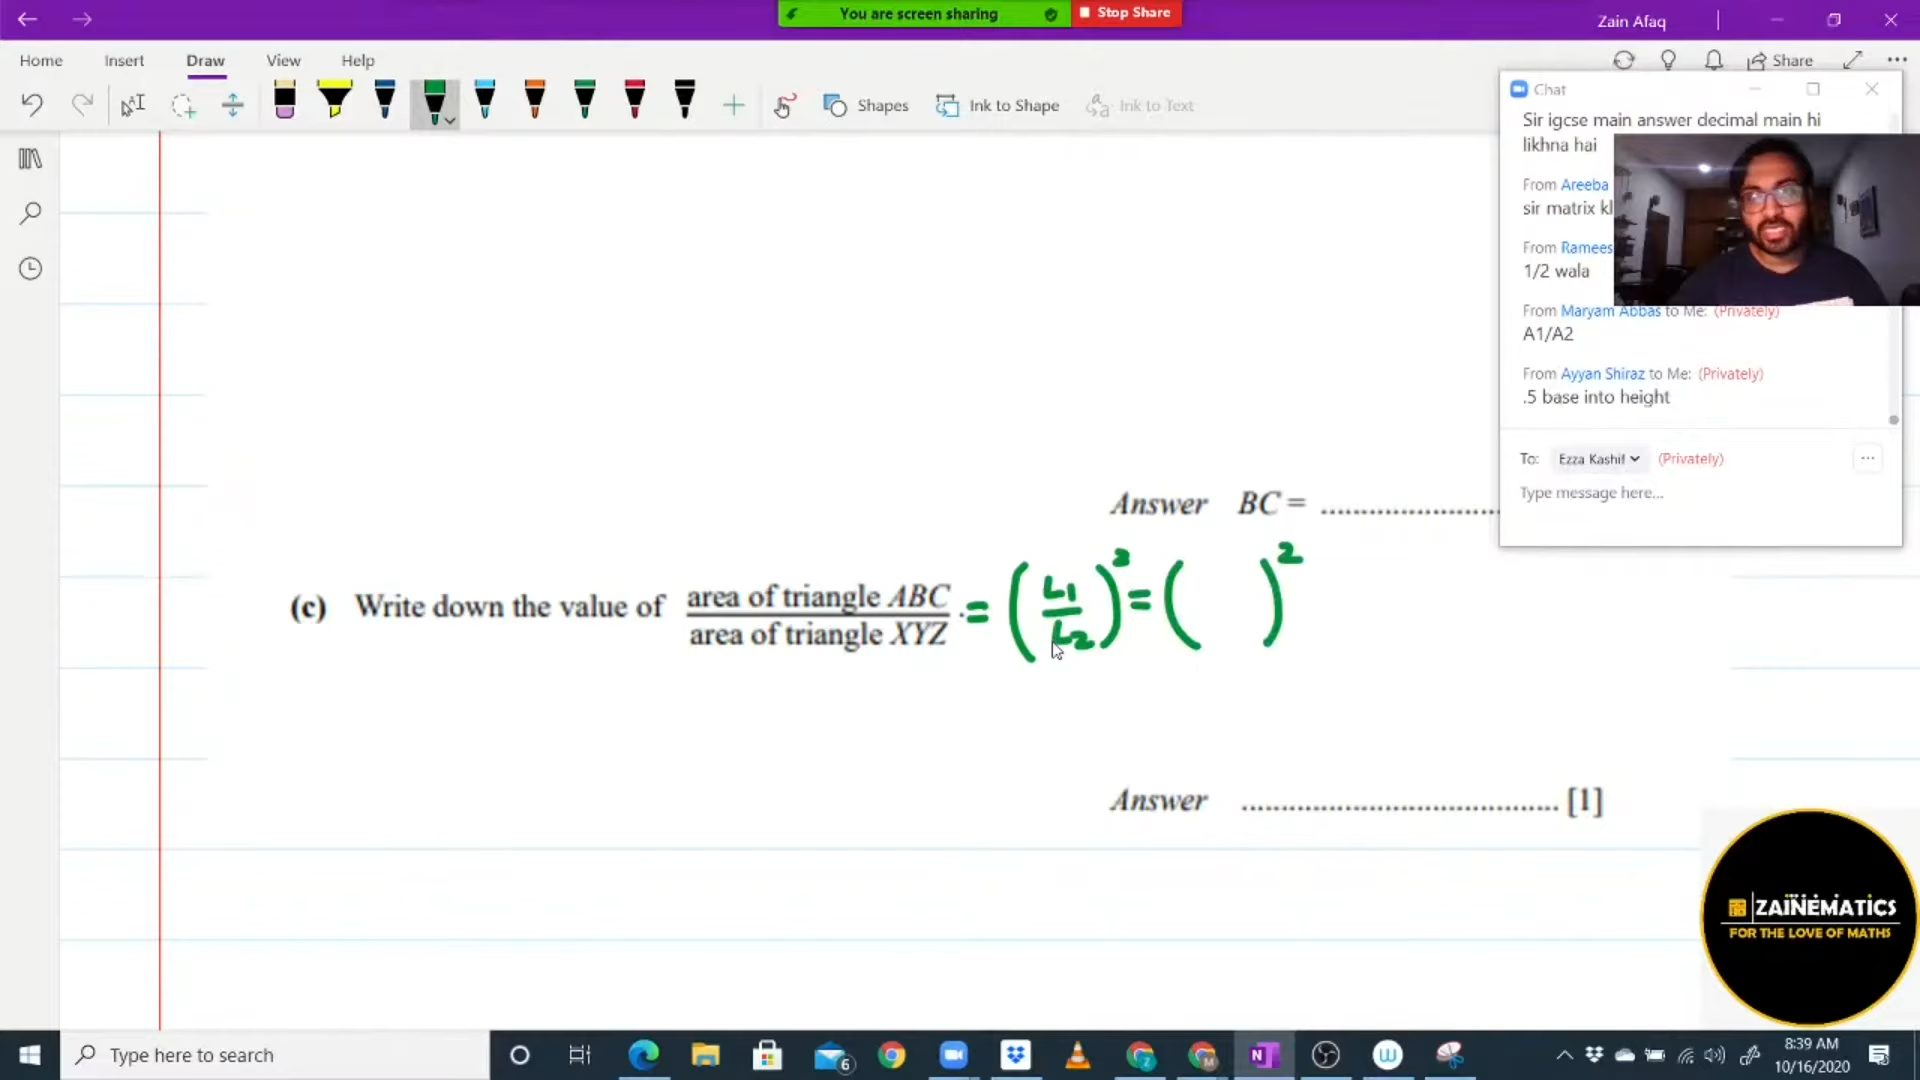 You are screen sharing
Stop Share
Zain Afaq
Home Insert Draw View Help
Share
Shapes Ink to Shape Ink to Text
Chat
Sir igcse main answer decimal main hi
likhna hai
From Areeba
sir matrix kl
From Ramees
1/2 wala
From Maryam Abbas to Me: (Privately)
A1/A2
From Ayyan Shiraz to Me: (Privately)
.5 base into height
To: Ezza Kashif (Privately)
Type message here...
Answer BC = ......................
(c) Write down the value of area of triangle ABC / area of triangle XYZ . = (L1/L2)² = ( )²
Answer ........................................ [1]
ZAINEMATICS
FOR THE LOVE OF MATHS
Type here to search
6
8:39 AM
10/16/2020